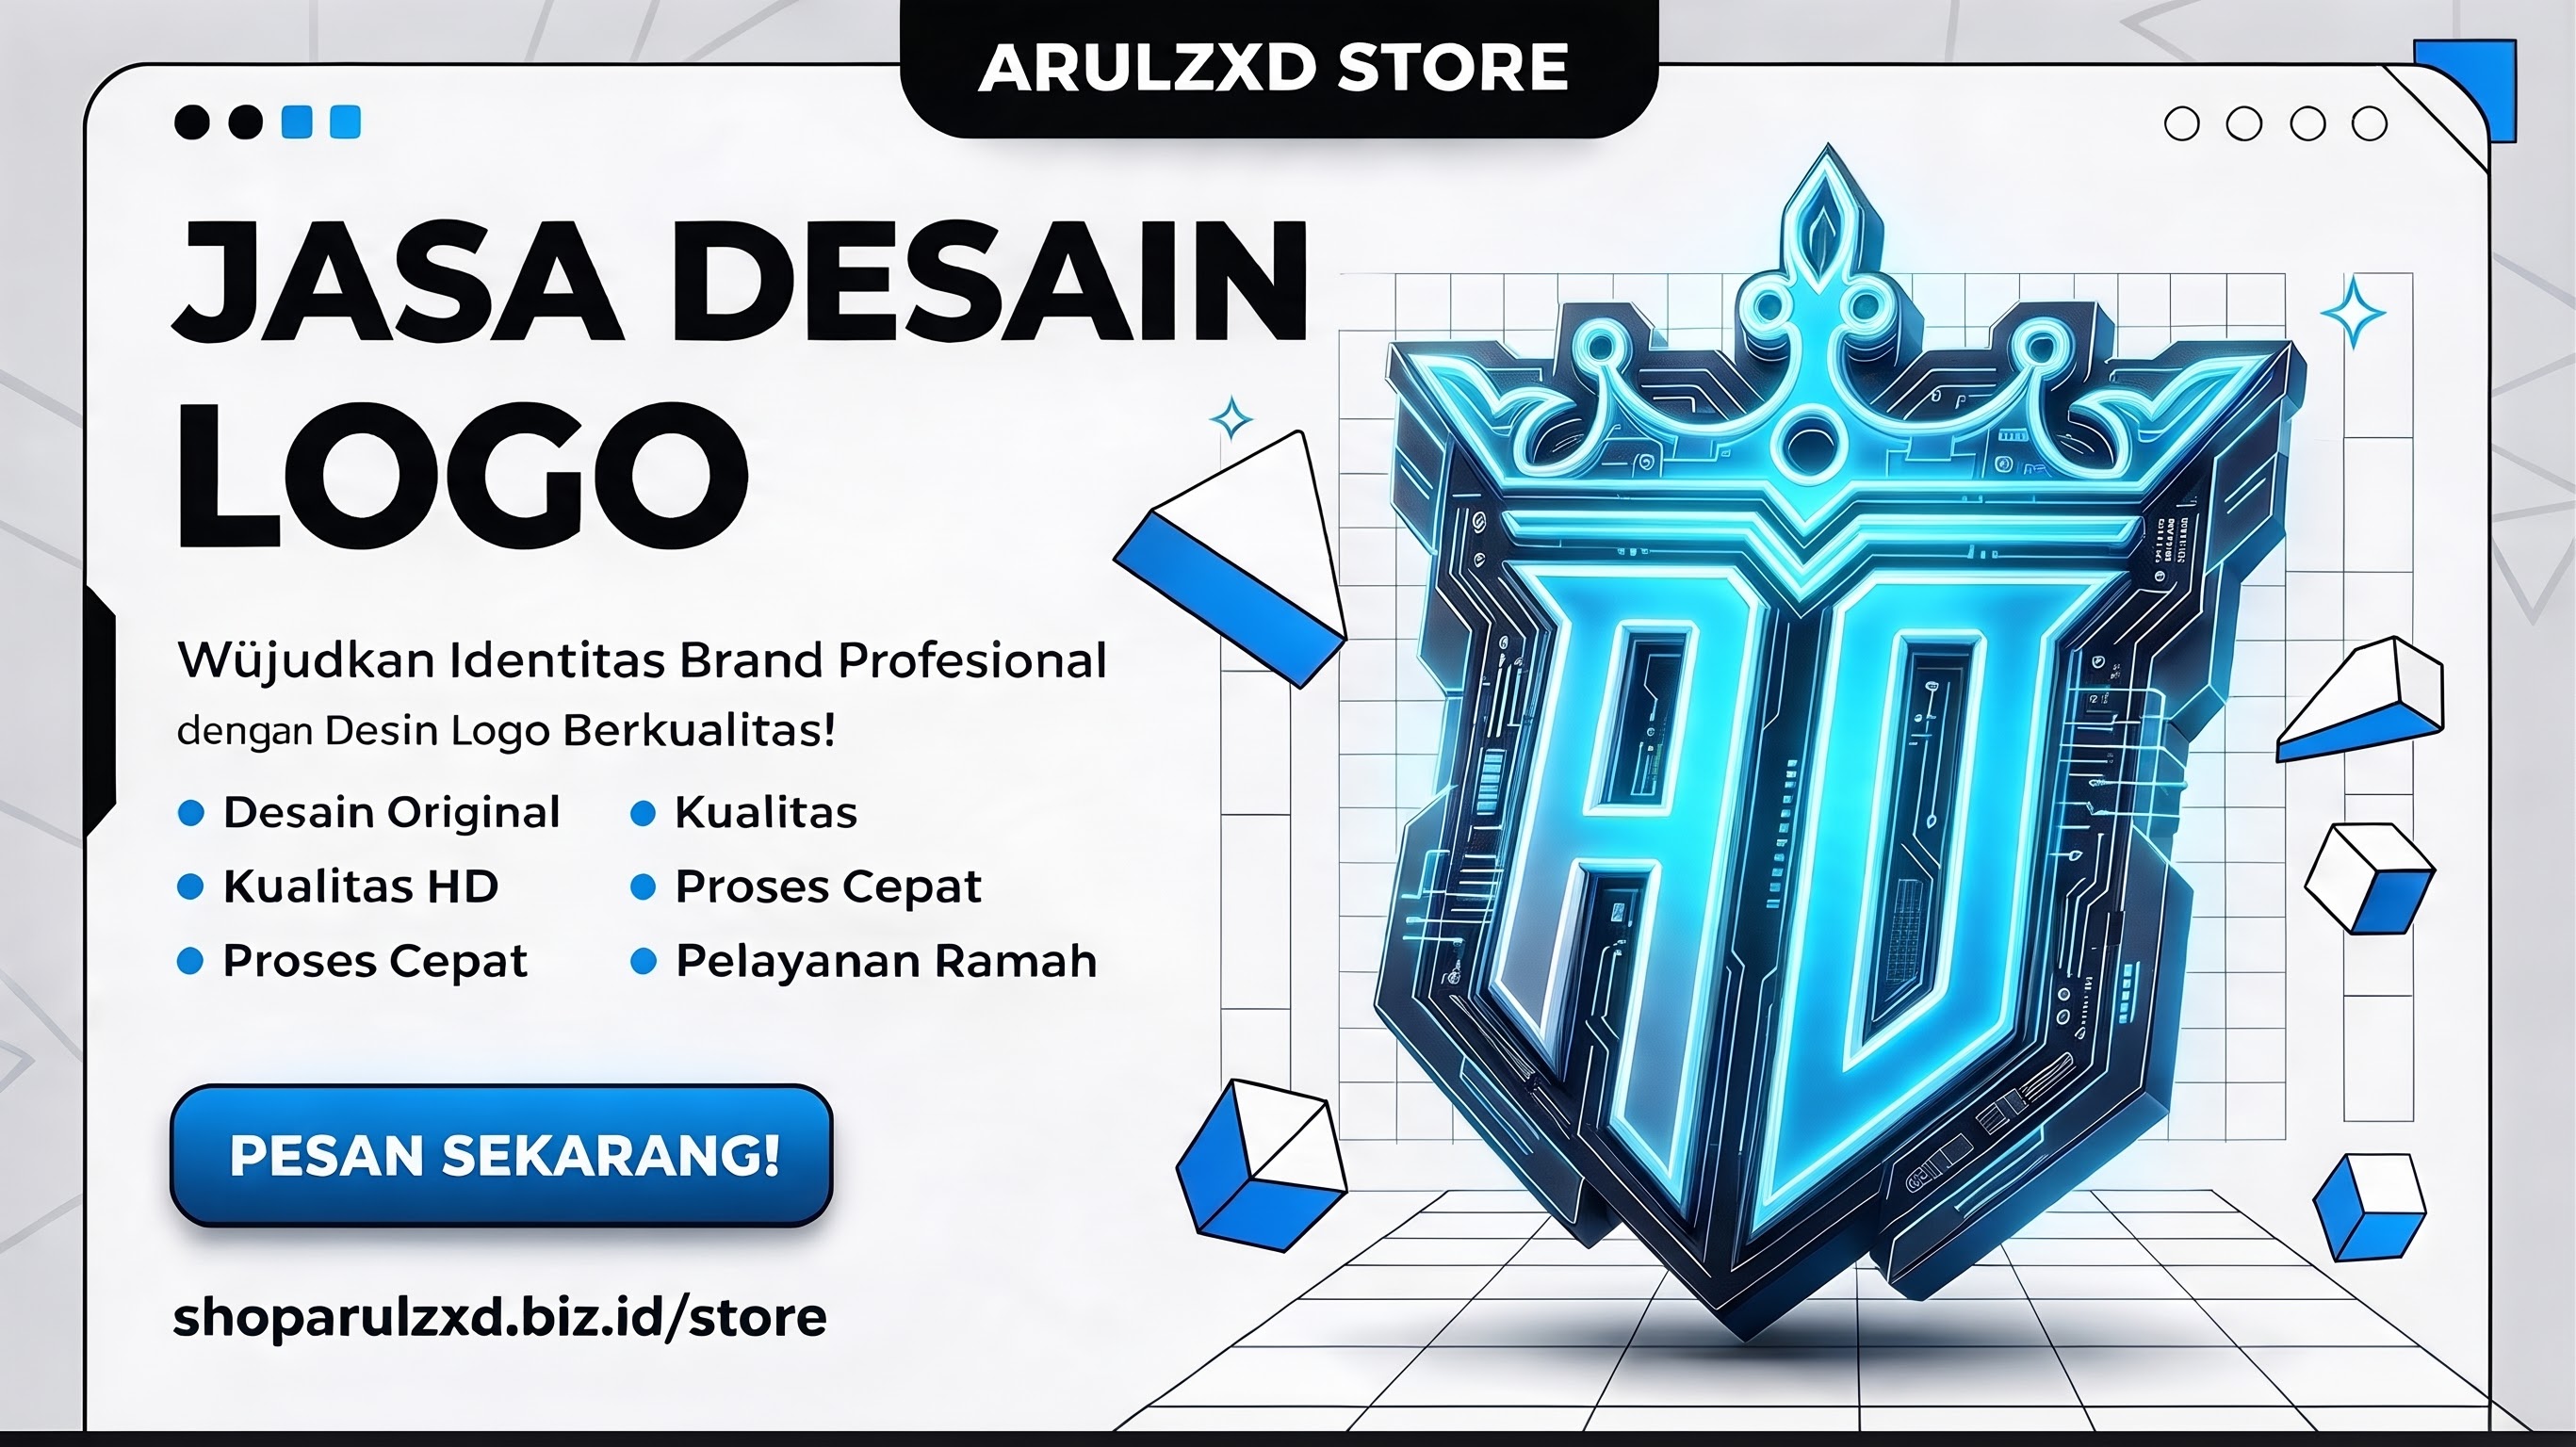 ARULZXD STORE
JASA DESAIN
LOGO
Wüjudkan Identitas Brand Profesional
dengan Desin Logo Berkualitas!
Desain Original
Kualitas
Kualitas HD
Proses Cepat
Proses Cepat
Pelayanan Ramah
PESAN SEKARANG!
shoparulzxd.biz.id/store
AD